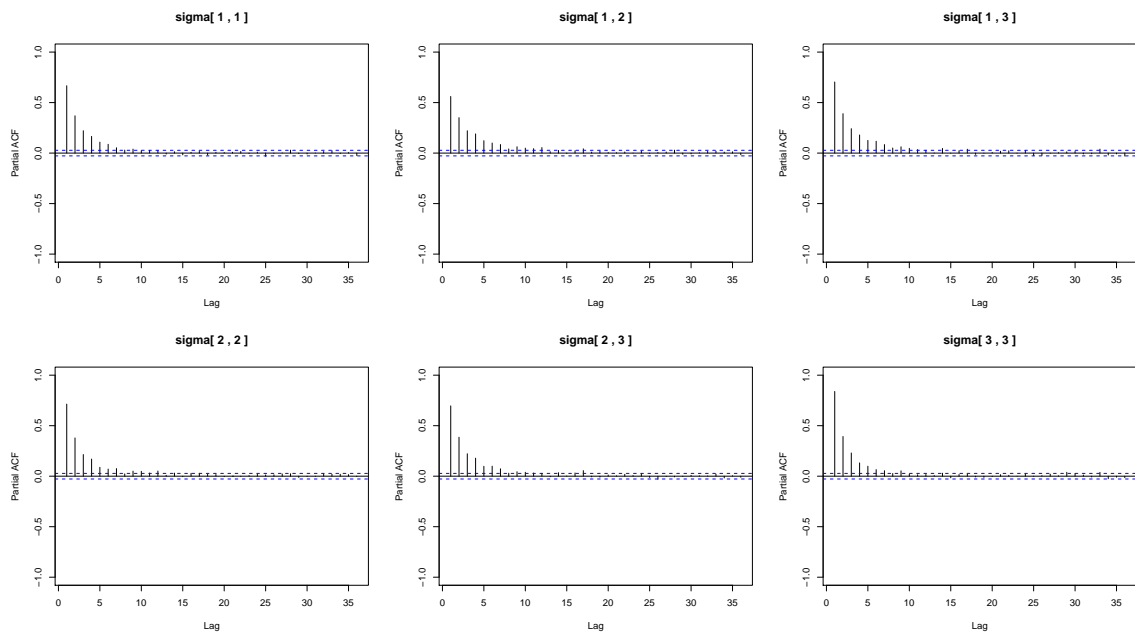 sigma[ 1 , 1 ]
Partial ACF
1.0
0.5
0.0
−0.5
−1.0
0 5 10 15 20 25 30 35
Lag
sigma[ 1 , 2 ]
Partial ACF
1.0
0.5
0.0
−0.5
−1.0
0 5 10 15 20 25 30 35
Lag
sigma[ 1 , 3 ]
Partial ACF
1.0
0.5
0.0
−0.5
−1.0
0 5 10 15 20 25 30 35
Lag
sigma[ 2 , 2 ]
Partial ACF
1.0
0.5
0.0
−0.5
−1.0
0 5 10 15 20 25 30 35
Lag
sigma[ 2 , 3 ]
Partial ACF
1.0
0.5
0.0
−0.5
−1.0
0 5 10 15 20 25 30 35
Lag
sigma[ 3 , 3 ]
Partial ACF
1.0
0.5
0.0
−0.5
−1.0
0 5 10 15 20 25 30 35
Lag